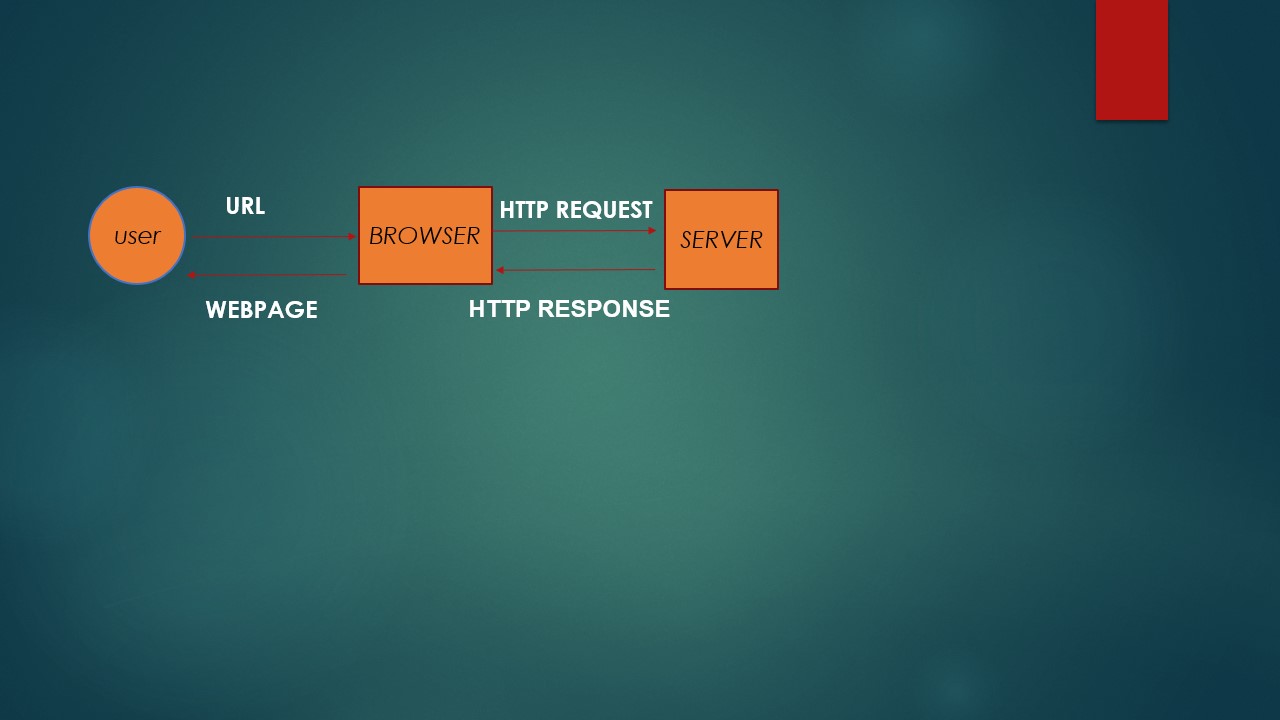 URL
HTTP REQUEST
user
BROWSER
SERVER
WEBPAGE
HTTP RESPONSE